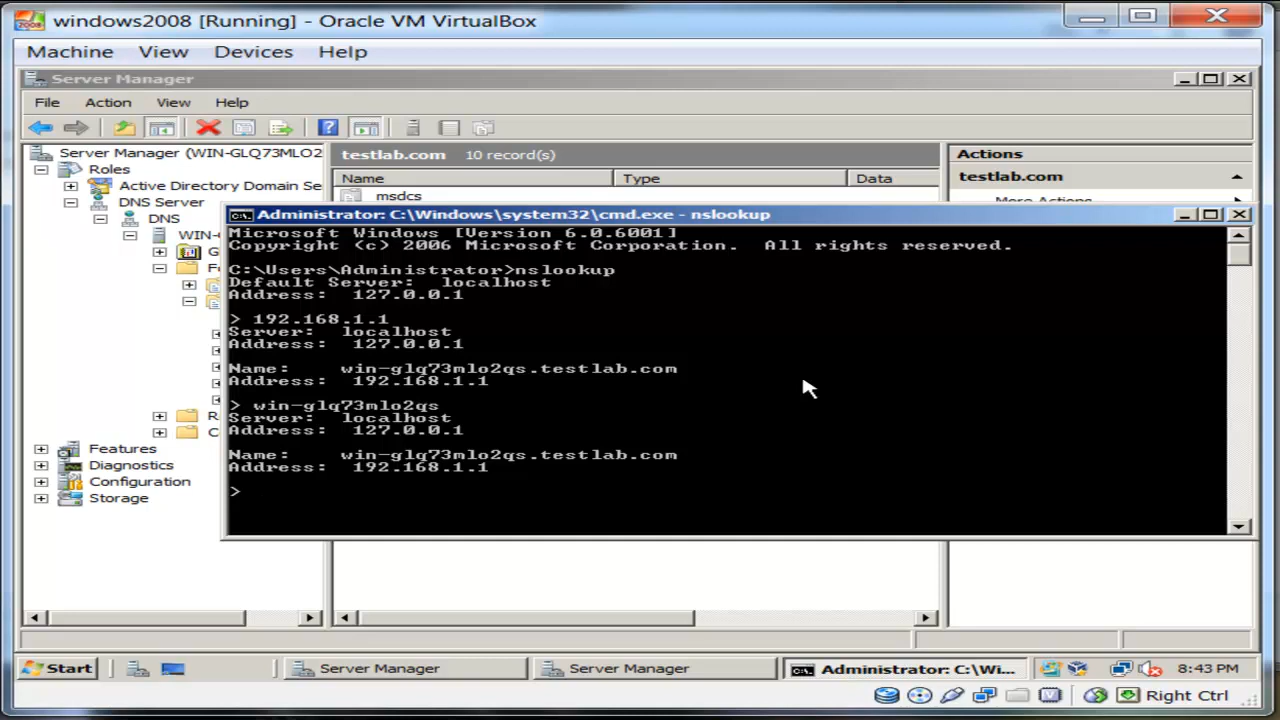 windows2008 [Running] - Oracle VM VirtualBox
Machine View Devices Help
Server Manager
File Action View Help
Server Manager (WIN-GLQ73MLO2
Roles
Active Directory Domain Se
DNS Server
DNS
WIN-
Features
Diagnostics
Configuration
Storage
testlab.com 10 record(s)
Name Type Data
msdcs
Actions
testlab.com
More Actions
Administrator: C:\Windows\system32\cmd.exe - nslookup
Microsoft Windows [Version 6.0.6001]
Copyright (c) 2006 Microsoft Corporation. All rights reserved.
C:\Users\Administrator>nslookup
Default Server: localhost
Address: 127.0.0.1
> 192.168.1.1
Server: localhost
Address: 127.0.0.1
Name: win-glq73mlo2qs.testlab.com
Address: 192.168.1.1
> win-glq73mlo2qs
Server: localhost
Address: 127.0.0.1
Name: win-glq73mlo2qs.testlab.com
Address: 192.168.1.1
>
Start Server Manager Server Manager Administrator: C:\Wi... 8:43 PM
Right Ctrl